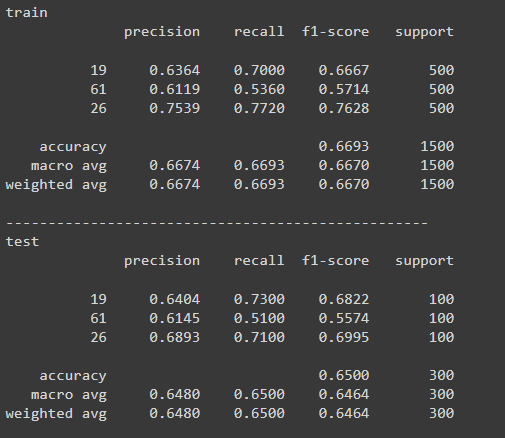 train
precision recall f1-score support
19 0.6364 0.7000 0.6667 500
61 0.6119 0.5360 0.5714 500
26 0.7539 0.7720 0.7628 500
accuracy 0.6693 1500
macro avg 0.6674 0.6693 0.6670 1500
weighted avg 0.6674 0.6693 0.6670 1500
--------------------------------------------------
test
precision recall f1-score support
19 0.6404 0.7300 0.6822 100
61 0.6145 0.5100 0.5574 100
26 0.6893 0.7100 0.6995 100
accuracy 0.6500 300
macro avg 0.6480 0.6500 0.6464 300
weighted avg 0.6480 0.6500 0.6464 300